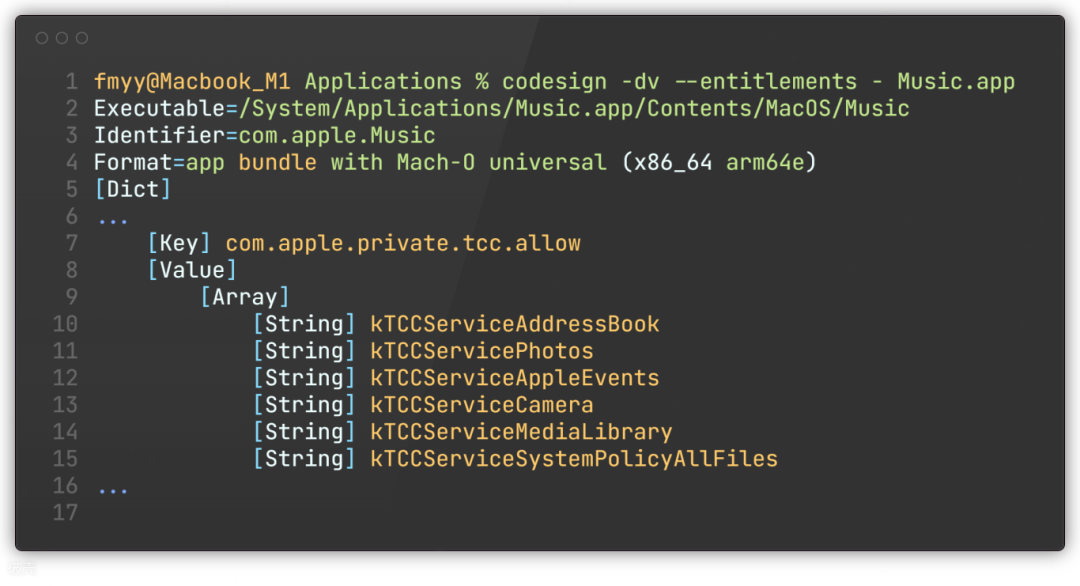 1 fmyy@Macbook_M1 Applications % codesign -dv --entitlements - Music.app
2 Executable=/System/Applications/Music.app/Contents/MacOS/Music
3 Identifier=com.apple.Music
4 Format=app bundle with Mach-O universal (x86_64 arm64e)
5 [Dict]
6 ...
7 [Key] com.apple.private.tcc.allow
8 [Value]
9 [Array]
10 [String] kTCCServiceAddressBook
11 [String] kTCCServicePhotos
12 [String] kTCCServiceAppleEvents
13 [String] kTCCServiceCamera
14 [String] kTCCServiceMediaLibrary
15 [String] kTCCServiceSystemPolicyAllFiles
16 ...
17